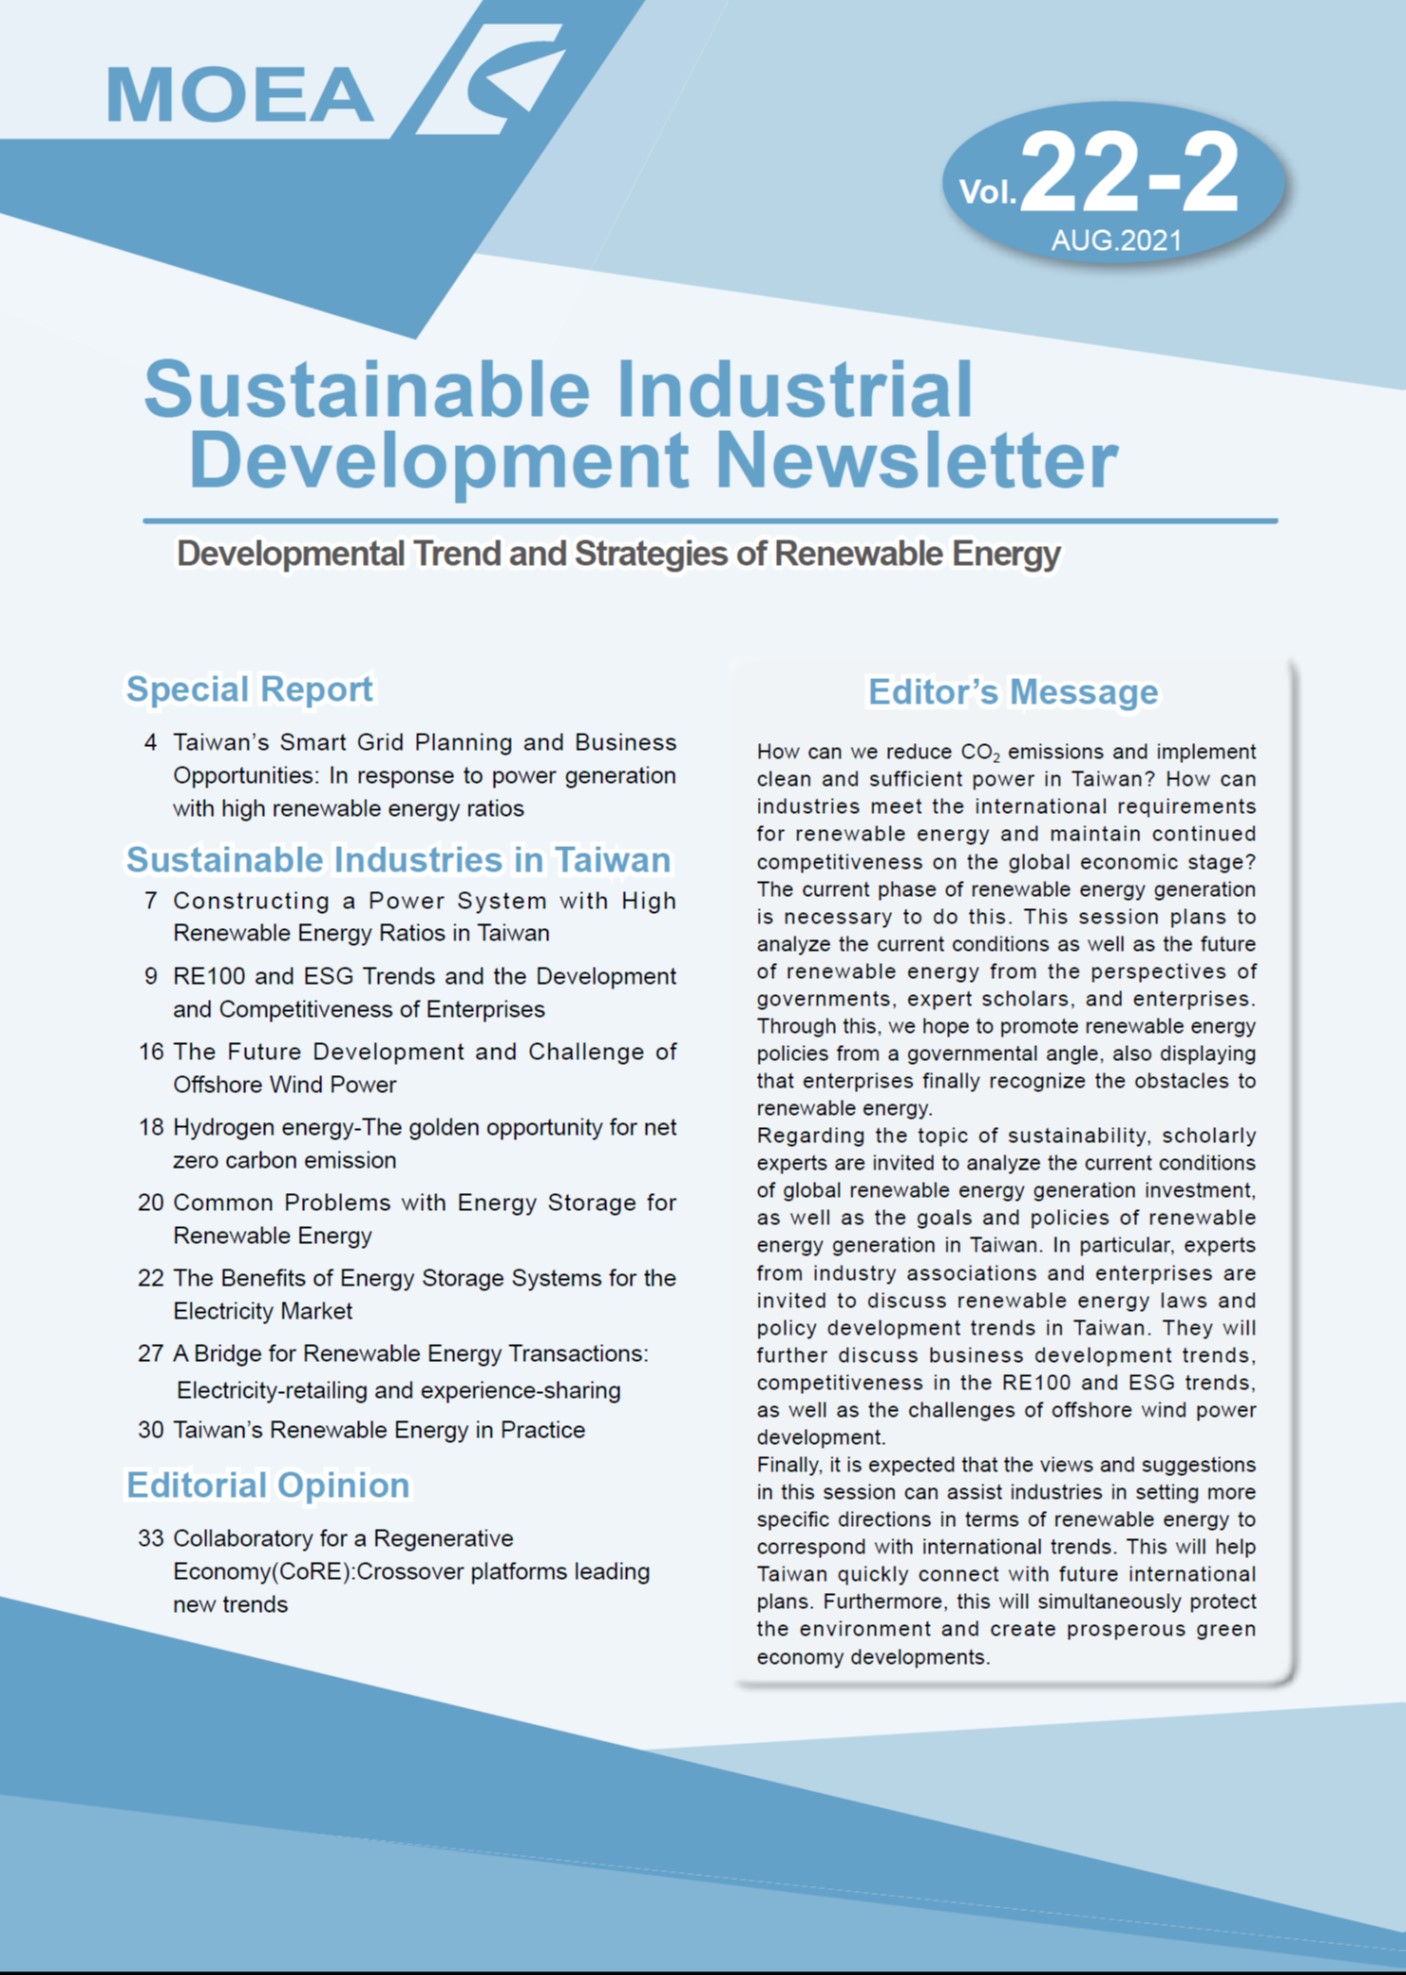 MOEA
Vol.22-2
AUG.2021
Sustainable Industrial
Development Newsletter
Developmental Trend and Strategies of Renewable Energy
Special Report
4 Taiwan’s Smart Grid Planning and Business
Opportunities: In response to power generation
with high renewable energy ratios
Sustainable Industries in Taiwan
7 Constructing a Power System with High
Renewable Energy Ratios in Taiwan
9 RE100 and ESG Trends and the Development
and Competitiveness of Enterprises
16 The Future Development and Challenge of
Offshore Wind Power
18 Hydrogen energy-The golden opportunity for net
zero carbon emission
20 Common Problems with Energy Storage for
Renewable Energy
22 The Benefits of Energy Storage Systems for the
Electricity Market
27 A Bridge for Renewable Energy Transactions:
Electricity-retailing and experience-sharing
30 Taiwan’s Renewable Energy in Practice
Editorial Opinion
33 Collaboratory for a Regenerative
Economy(CoRE):Crossover platforms leading
new trends
Editor’s Message
How can we reduce CO₂ emissions and implement
clean and sufficient power in Taiwan? How can
industries meet the international requirements
for renewable energy and maintain continued
competitiveness on the global economic stage?
The current phase of renewable energy generation
is necessary to do this. This session plans to
analyze the current conditions as well as the future
of renewable energy from the perspectives of
governments, expert scholars, and enterprises.
Through this, we hope to promote renewable energy
policies from a governmental angle, also displaying
that enterprises finally recognize the obstacles to
renewable energy.
Regarding the topic of sustainability, scholarly
experts are invited to analyze the current conditions
of global renewable energy generation investment,
as well as the goals and policies of renewable
energy generation in Taiwan. In particular, experts
from industry associations and enterprises are
invited to discuss renewable energy laws and
policy development trends in Taiwan. They will
further discuss business development trends,
competitiveness in the RE100 and ESG trends,
as well as the challenges of offshore wind power
development.
Finally, it is expected that the views and suggestions
in this session can assist industries in setting more
specific directions in terms of renewable energy to
correspond with international trends. This will help
Taiwan quickly connect with future international
plans. Furthermore, this will simultaneously protect
the environment and create prosperous green
economy developments.